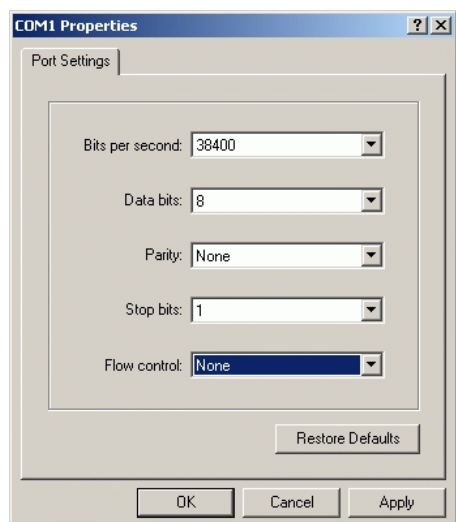 COM1 Properties
Port Settings
Bits per second: 38400
Data bits: 8
Parity: None
Stop bits: 1
Flow control: None
Restore Defaults
OK Cancel Apply